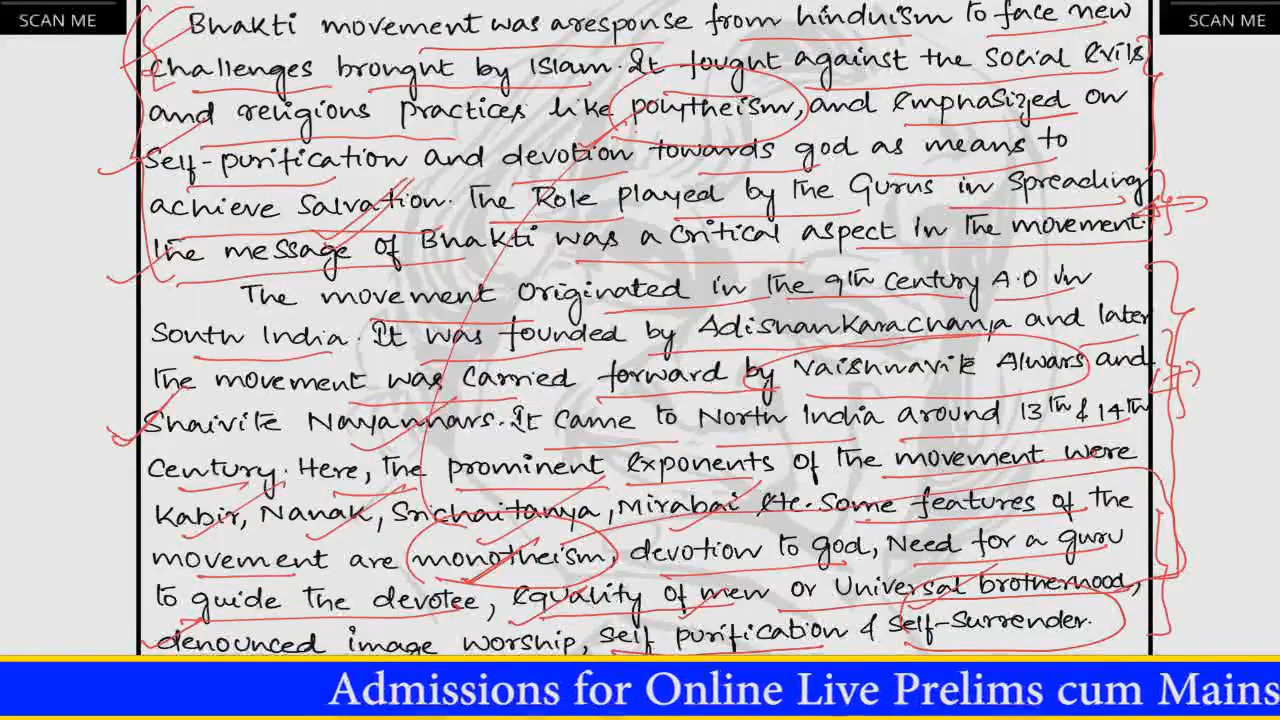 SCAN ME
SCAN ME
Bhakti movement was a response from hinduism to face new
challenges brought by Islam. It fought against the social Evils
and religious practices like polytheism, and emphasized on
Self-purification and devotion towards god as means to
achieve salvation. The Role played by the Gurus in spreading
the message of Bhakti was a critical aspect in the movement.
The movement originated in the 9th century A.D in
South India. It was founded by Adishankaracharya and later
the movement was carried forward by Vaishnavite Alwars and
Shaivite Nayannars. It came to North India around 13th & 14th
century. Here, the prominent exponents of the movement were
Kabir, Nanak, Srichaitanya, Mirabai etc. Some features of the
movement are monotheism, devotion to god, Need for a guru
to guide the devotee, equality of men or Universal brotherhood,
denounced image worship, self purification & self-surrender.
Admissions for Online Live Prelims cum Mains